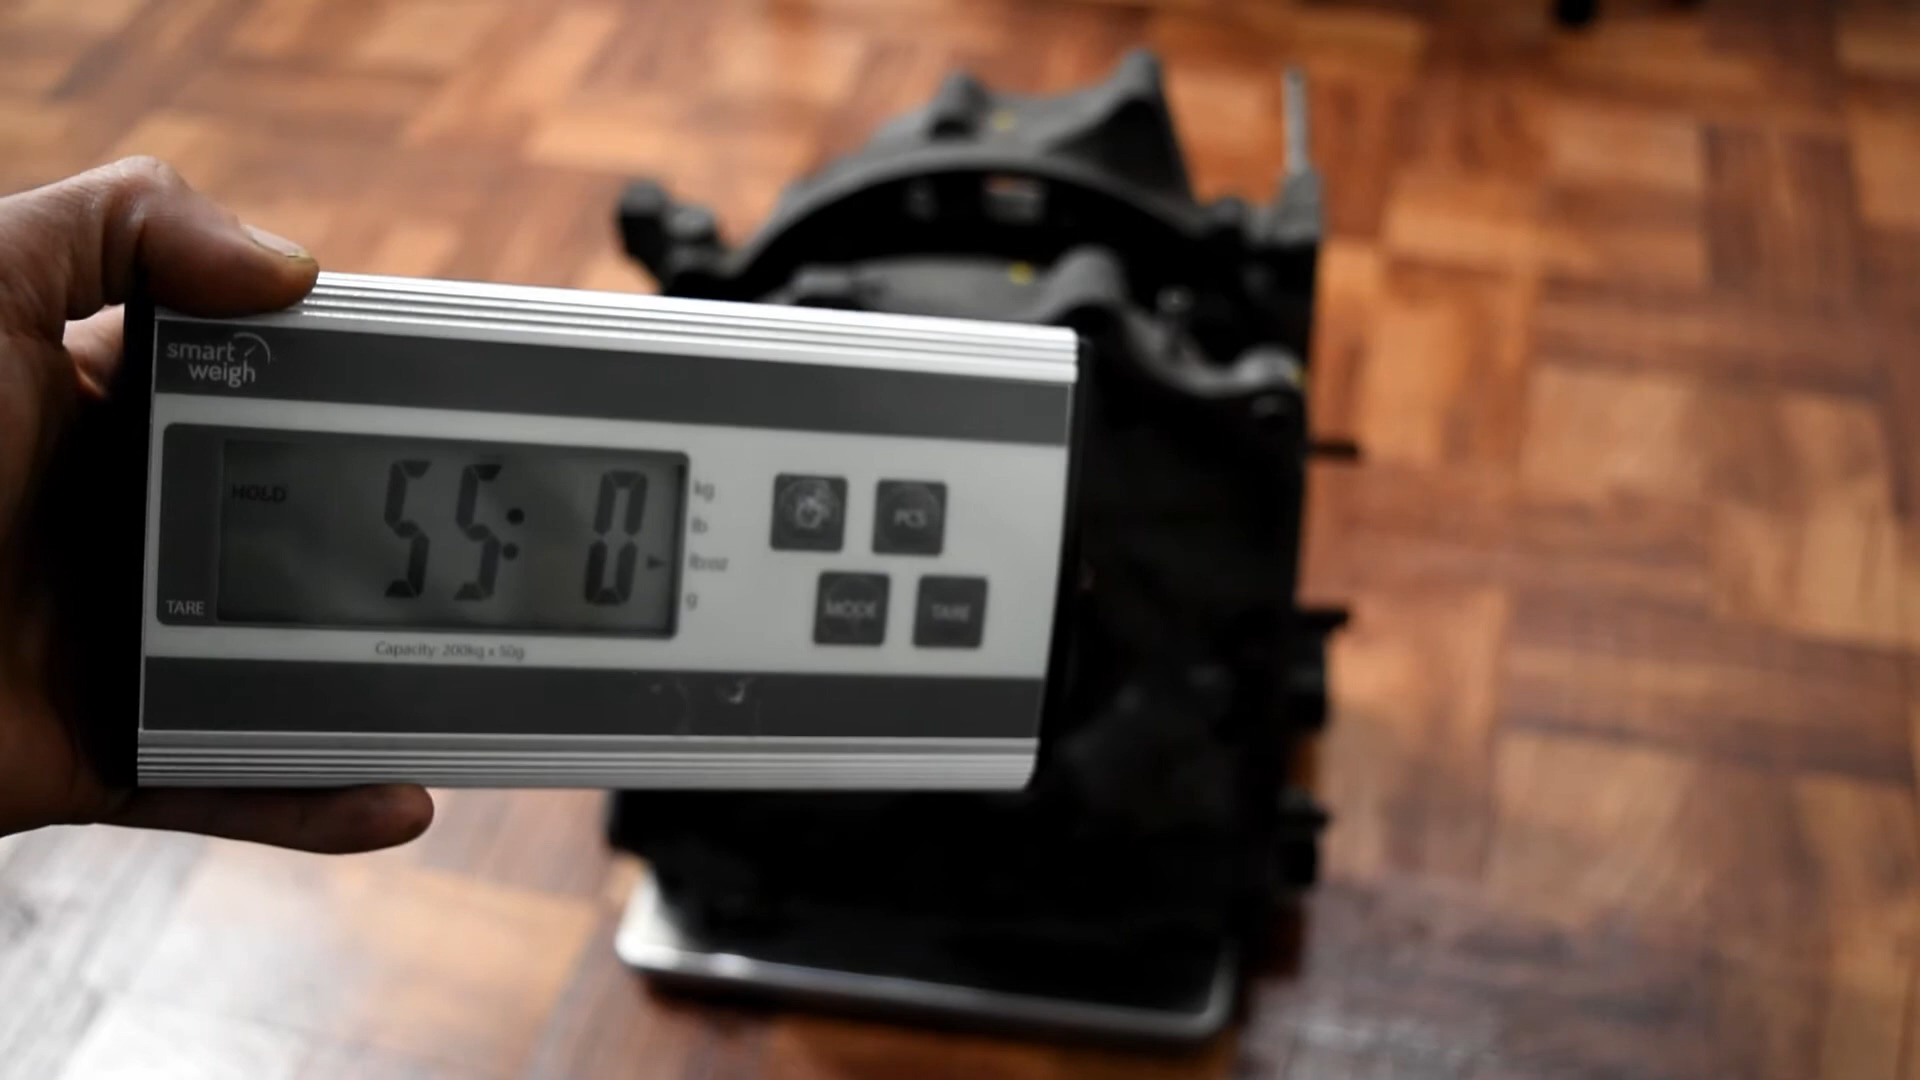 smart
weigh
HOLD
55: 0
kg
lb
lb:oz
g
TARE
PCS
MODE
TARE
Capacity: 200kg x 50g